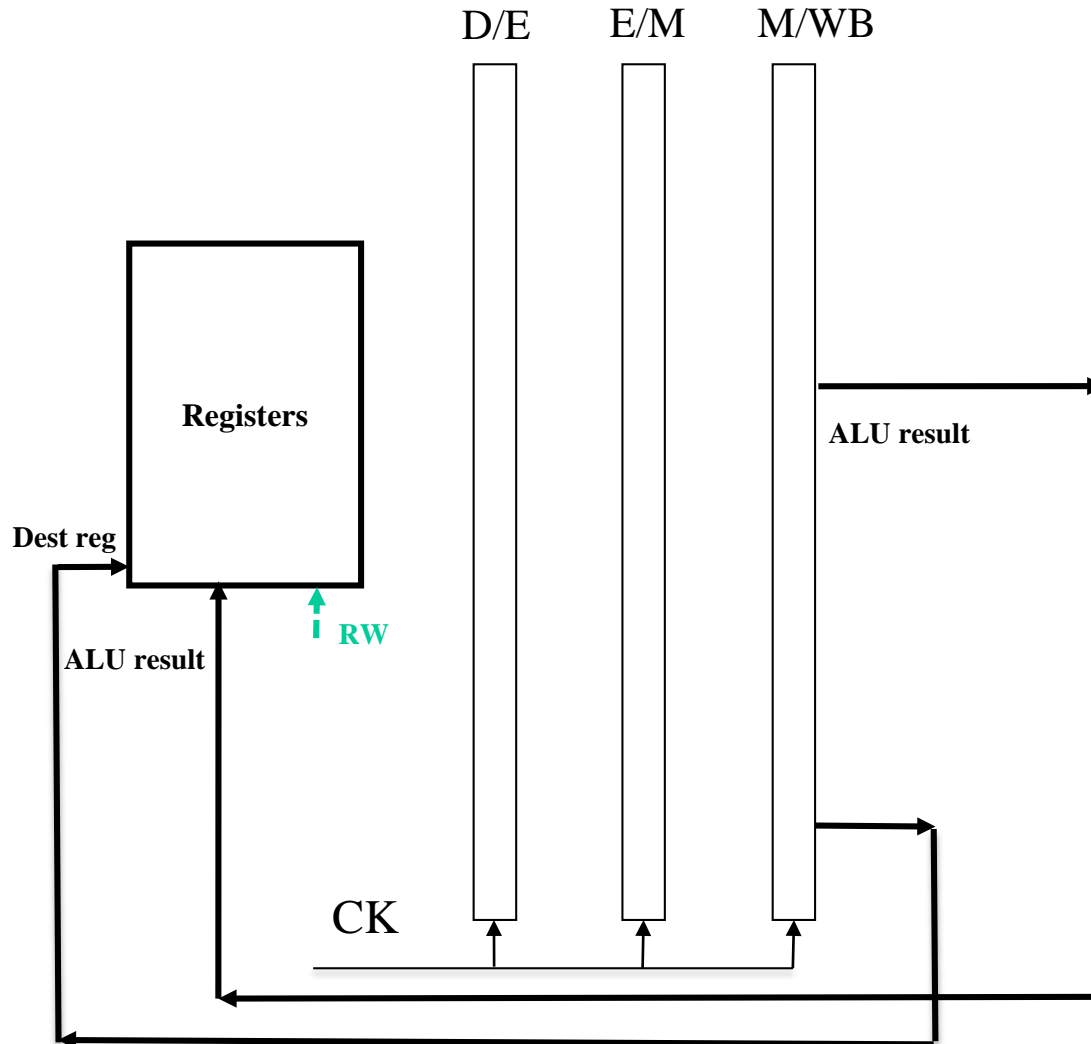 D/E E/M M/WB
Registers
ALU result
Dest reg
RW
ALU result
CK